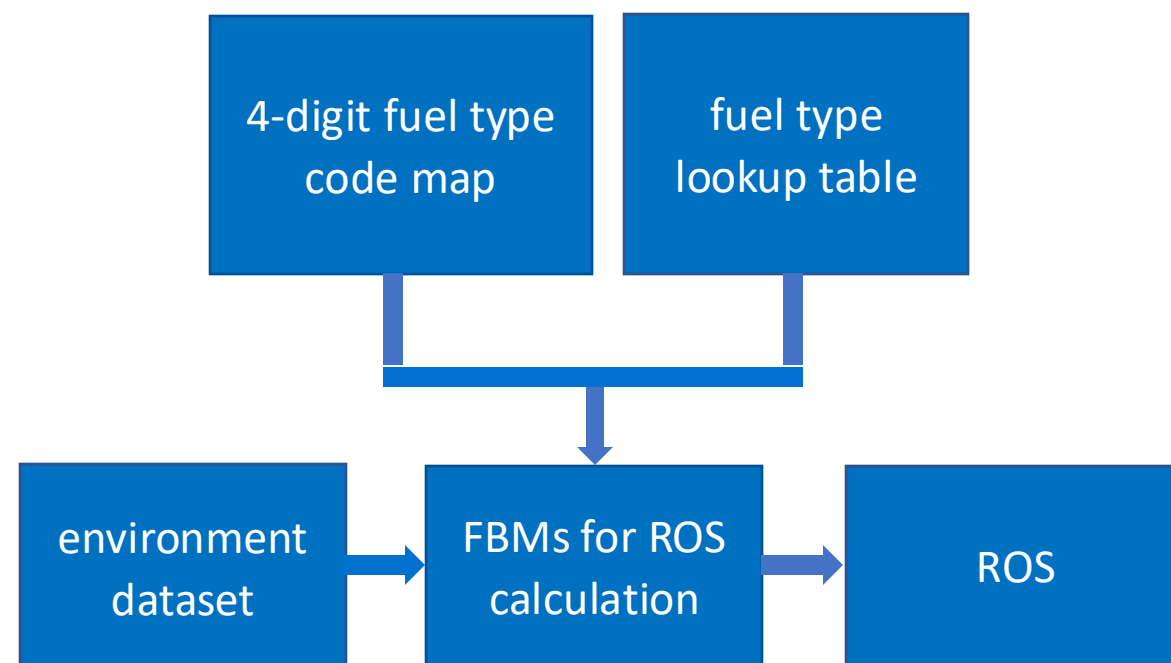 4-digit fuel type
code map
fuel type
lookup table
environment
dataset
FBMs for ROS
calculation
ROS